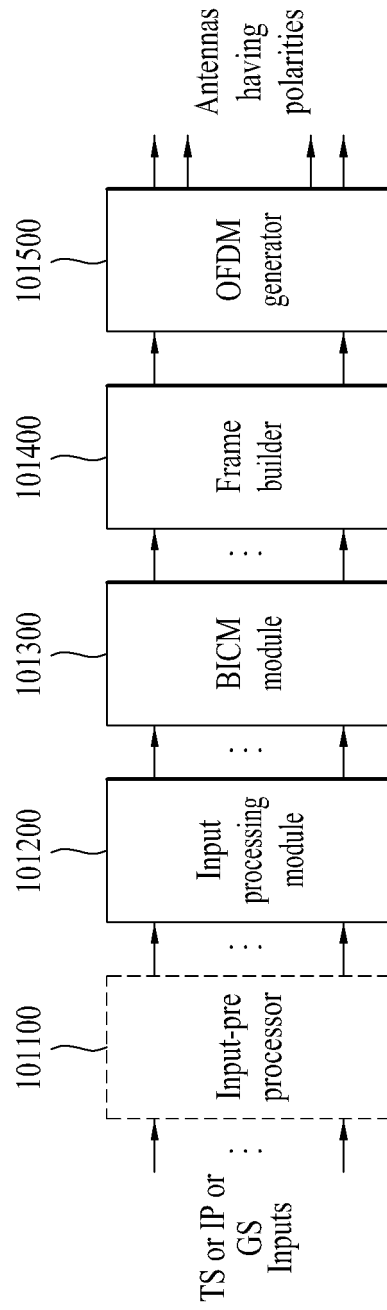 101100
101200
101300
101400
101500
TS or IP or
GS
Inputs
Input-pre
processor
Input
processing
module
BICM
module
Frame
builder
OFDM
generator
Antennas
having
polarities